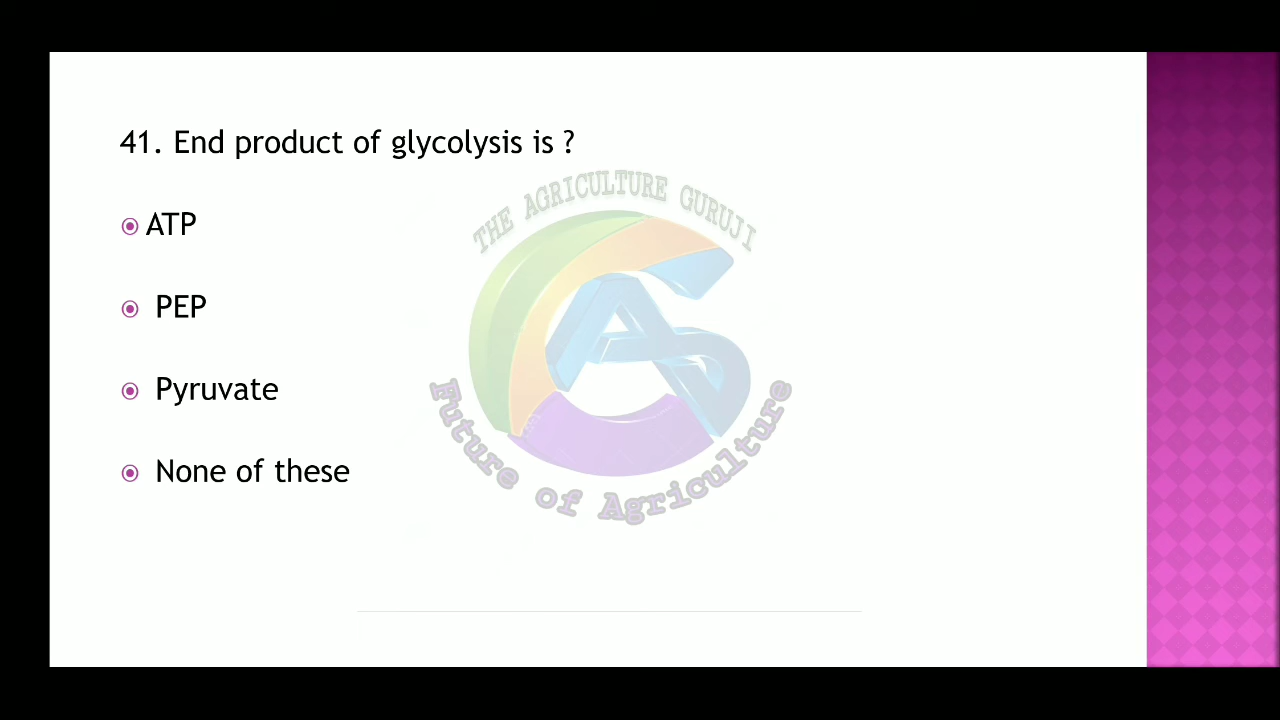 41. End product of glycolysis is ?
THE AGRICULTURE GURUJI
ATP
PEP
Pyruvate
None of these
Future of Agriculture